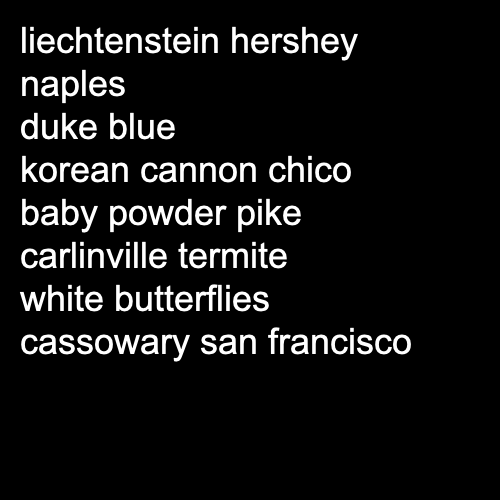 liechtenstein hershey
naples
duke blue
korean cannon chico
baby powder pike
carlinville termite
white butterflies
cassowary san francisco